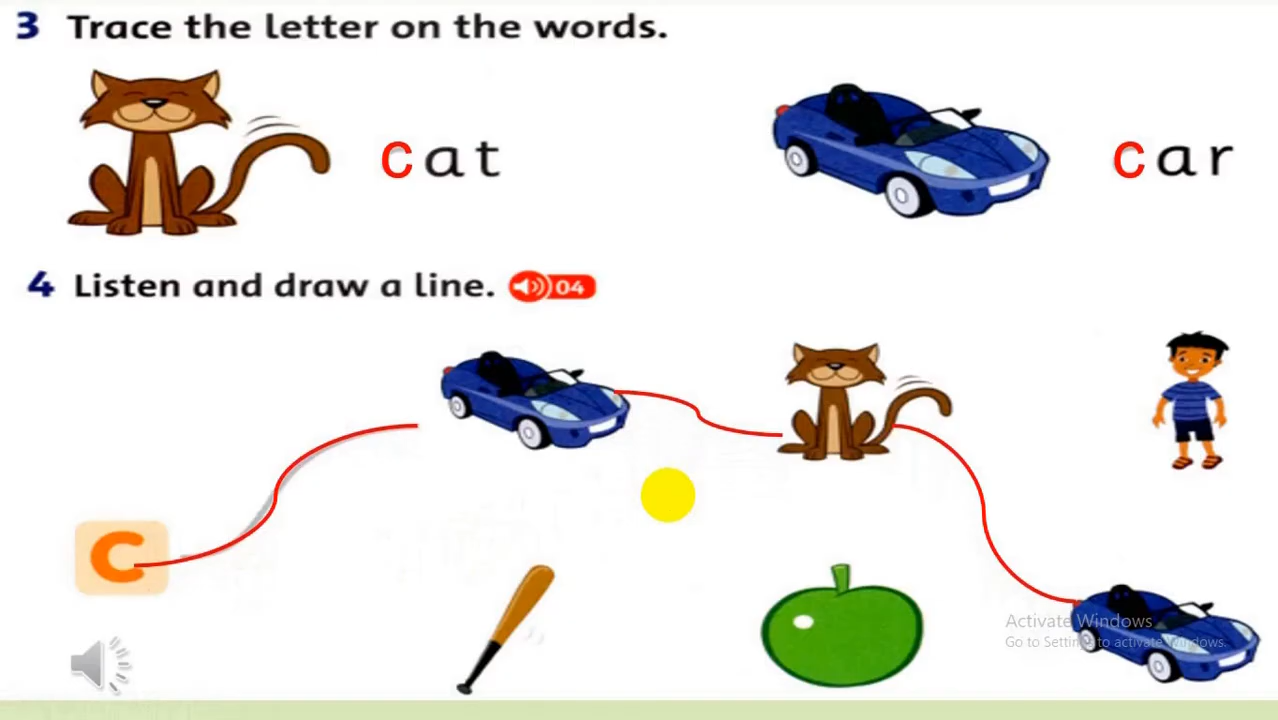 3 Trace the letter on the words.
cat
car
4 Listen and draw a line. 04
C
Activate Windows
Go to Settings to activate Windows.